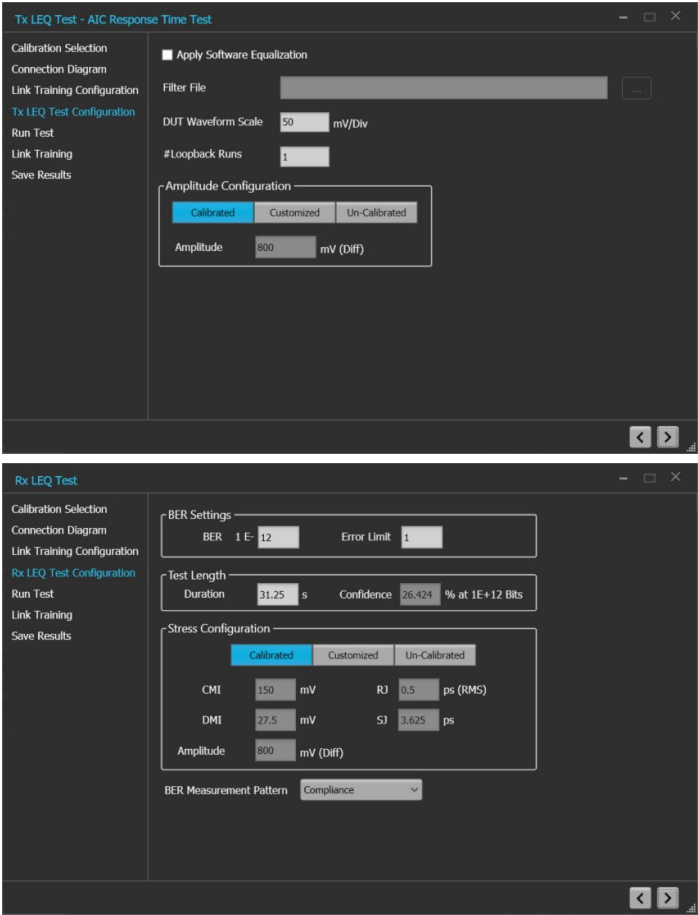 Tx LEQ Test - AIC Response Time Test
Calibration Selection
Connection Diagram
Link Training Configuration
Tx LEQ Test Configuration
Run Test
Link Training
Save Results
Apply Software Equalization
Filter File
...
DUT Waveform Scale 50 mV/Div
#Loopback Runs 1
Amplitude Configuration
Calibrated Customized Un-Calibrated
Amplitude 800 mV (Diff)
Rx LEQ Test
Calibration Selection
Connection Diagram
Link Training Configuration
Rx LEQ Test Configuration
Run Test
Link Training
Save Results
BER Settings
BER 1 E- 12 Error Limit 1
Test Length
Duration 31.25 s Confidence 26.424 % at 1E+12 Bits
Stress Configuration
Calibrated Customized Un-Calibrated
CMI 150 mV RJ 0.5 ps (RMS)
DMI 27.5 mV SJ 3.625 ps
Amplitude 800 mV (Diff)
BER Measurement Pattern Compliance